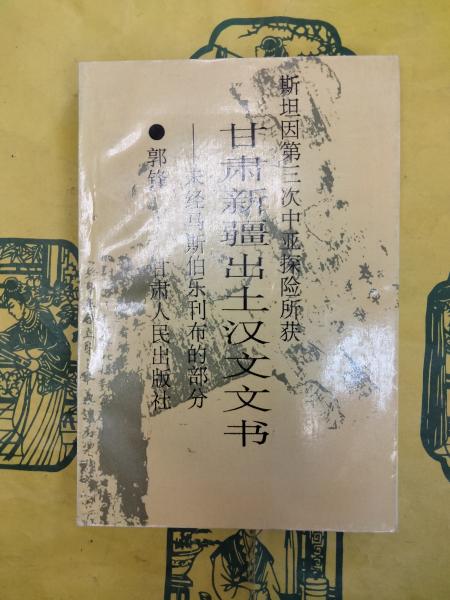 斯坦因第三次中亚探险所获
甘肃新疆出土汉文文书
——未经马斯伯乐刊布的部分
●郭锋
甘肃人民出版社